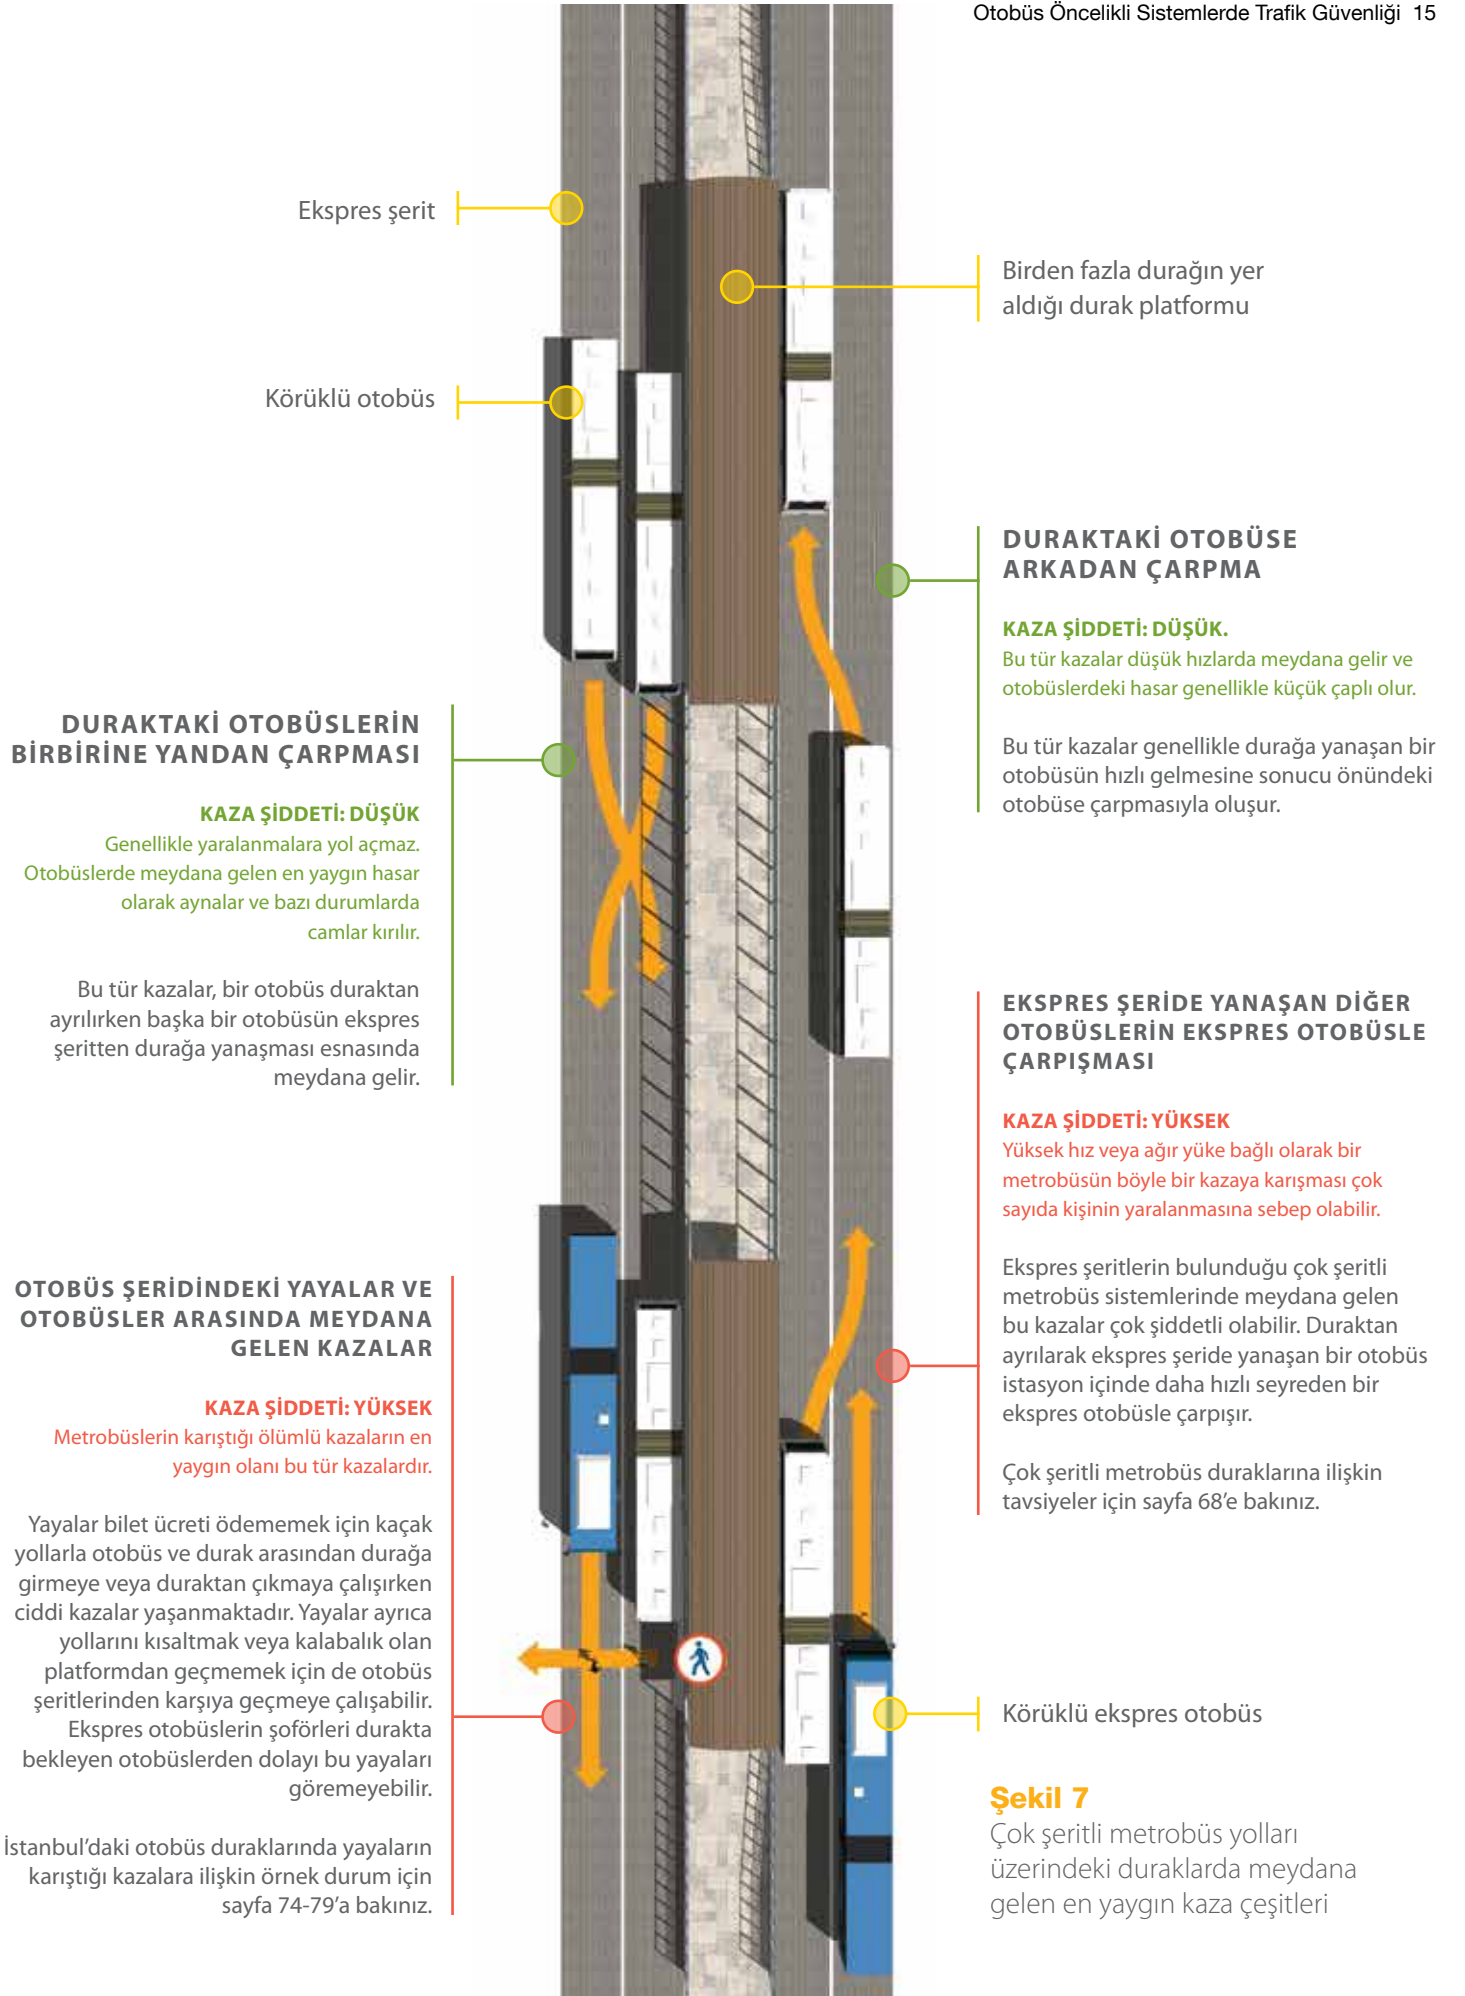 Otobüs Öncelikli Sistemlerde Trafik Güvenliği 15
Ekspres şerit
Birden fazla durağın yer
aldığı durak platformu
Körüklü otobüs
DURAKTAKİ OTOBÜSE
ARKADAN ÇARPMA
KAZA ŞİDDETİ: DÜŞÜK.
Bu tür kazalar düşük hızlarda meydana gelir ve
otobüslerdeki hasar genellikle küçük çaplı olur.
Bu tür kazalar genellikle durağa yanaşan bir
otobüsün hızlı gelmesine sonucu önündeki
otobüse çarpmasıyla oluşur.
DURAKTAKİ OTOBÜSLERİN
BİRBİRİNE YANDAN ÇARPMASI
KAZA ŞİDDETİ: DÜŞÜK
Genellikle yaralanmalara yol açmaz.
Otobüslerde meydana gelen en yaygın hasar
olarak aynalar ve bazı durumlarda
camlar kırılır.
Bu tür kazalar, bir otobüs duraktan
ayrılırken başka bir otobüsün ekspres
şeritten durağa yanaşması esnasında
meydana gelir.
EKSPRES ŞERİDE YANAŞAN DİĞER
OTOBÜSLERİN EKSPRES OTOBÜSLE
ÇARPIŞMASI
KAZA ŞİDDETİ: YÜKSEK
Yüksek hız veya ağır yüke bağlı olarak bir
metrobüsün böyle bir kazaya karışması çok
sayıda kişinin yaralanmasına sebep olabilir.
Ekspres şeritlerin bulunduğu çok şeritli
metrobüs sistemlerinde meydana gelen
bu kazalar çok şiddetli olabilir. Duraktan
ayrılarak ekspres şeride yanaşan bir otobüs
istasyon içinde daha hızlı seyreden bir
ekspres otobüsle çarpışır.
Çok şeritli metrobüs duraklarına ilişkin
tavsiyeler için sayfa 68’e bakınız.
OTOBÜS ŞERİDİNDEKİ YAYALAR VE
OTOBÜSLER ARASINDA MEYDANA
GELEN KAZALAR
KAZA ŞİDDETİ: YÜKSEK
Metrobüslerin karıştığı ölümlü kazaların en
yaygın olanı bu tür kazalardır.
Yayalar bilet ücreti ödememek için kaçak
yollarla otobüs ve durak arasından durağa
girmeye veya duraktan çıkmaya çalışırken
ciddi kazalar yaşanmaktadır. Yayalar ayrıca
yollarını kısaltmak veya kalabalık olan
platformdan geçmemek için de otobüs
şeritlerinden karşıya geçmeye çalışabilir.
Ekspres otobüslerin şoförleri durakta
bekleyen otobüslerden dolayı bu yayaları
göremeyebilir.
İstanbul’daki otobüs duraklarında yayaların
karıştığı kazalara ilişkin örnek durum için
sayfa 74-79’a bakınız.
Körüklü ekspres otobüs
Şekil 7
Çok şeritli metrobüs yolları
üzerindeki duraklarda meydana
gelen en yaygın kaza çeşitleri